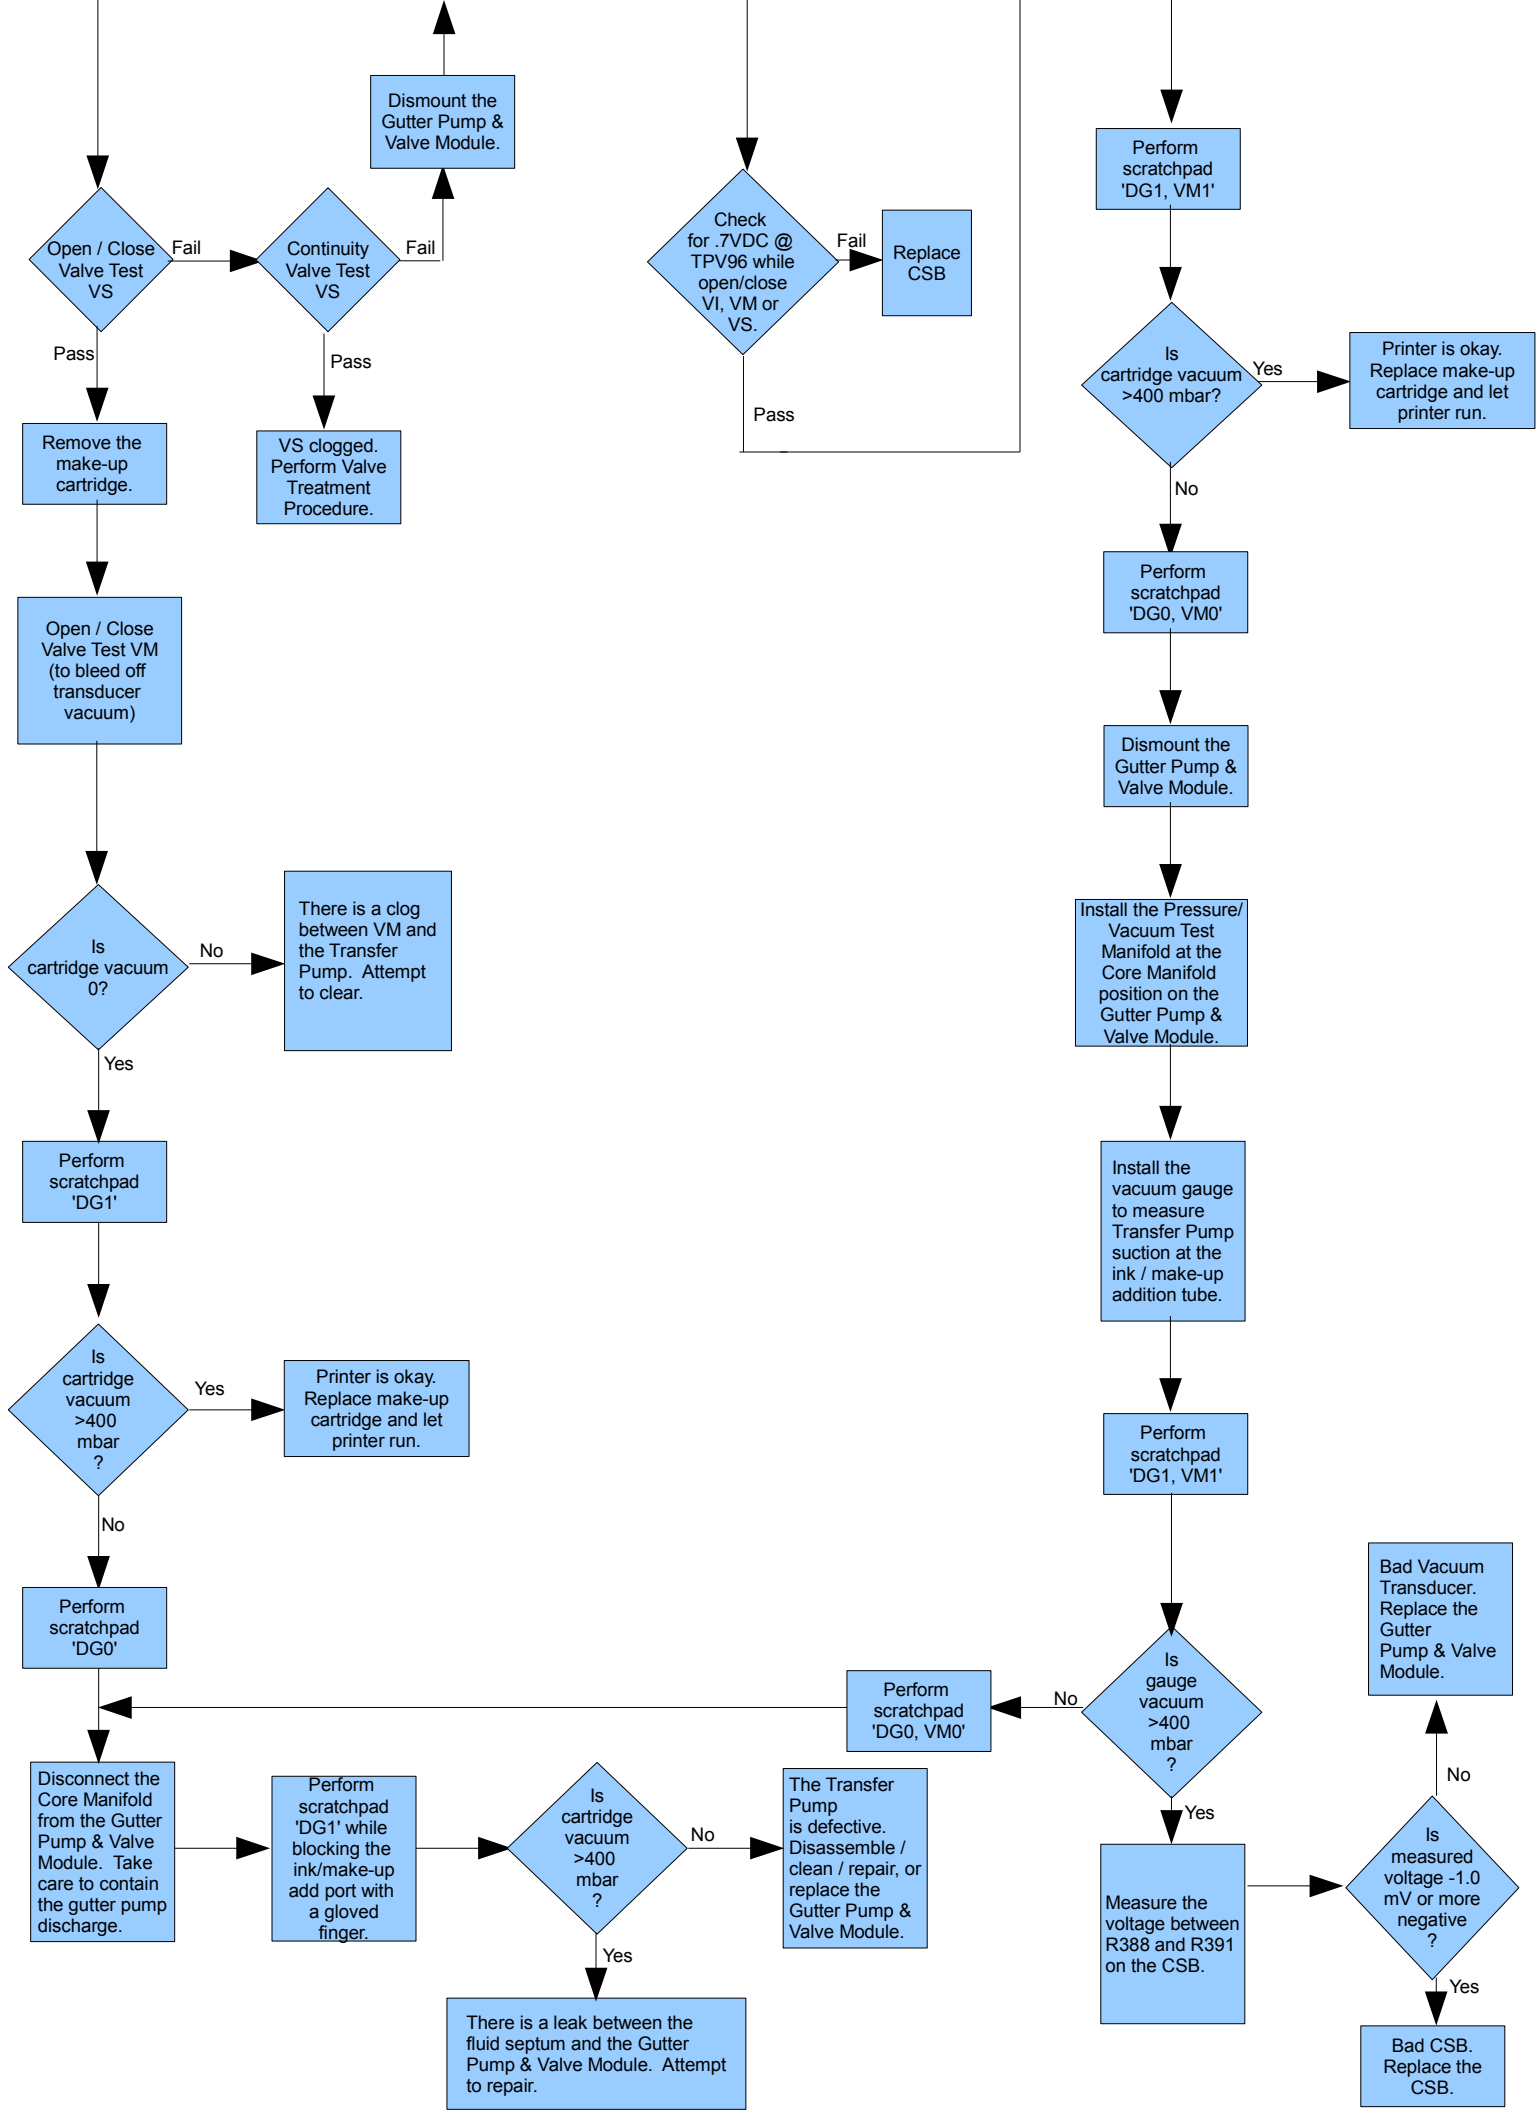 Dismount the
Gutter Pump &
Valve Module.
Open / Close
Valve Test
VS
Fail
Continuity
Valve Test
VS
Fail
Pass
Pass
Remove the
make-up
cartridge.
VS clogged.
Perform Valve
Treatment
Procedure.
Open / Close
Valve Test VM
(to bleed off
transducer
vacuum)
Is
cartridge vacuum
0?
No
There is a clog
between VM and
the Transfer
Pump. Attempt
to clear.
Yes
Perform
scratchpad
'DG1'
Is
cartridge
vacuum
>400
mbar
?
Yes
Printer is okay.
Replace make-up
cartridge and let
printer run.
No
Perform
scratchpad
'DG0'
Disconnect the
Core Manifold
from the Gutter
Pump & Valve
Module. Take
care to contain
the gutter pump
discharge.
Perform
scratchpad
'DG1' while
blocking the
ink/make-up
add port with
a gloved
finger.
Is
cartridge
vacuum
>400
mbar
?
No
The Transfer
Pump
is defective.
Disassemble /
clean / repair, or
replace the
Gutter Pump &
Valve Module.
Yes
There is a leak between the
fluid septum and the Gutter
Pump & Valve Module. Attempt
to repair.
Check
for .7VDC @
TPV96 while
open/close
VI, VM or
VS.
Fail
Replace
CSB
Pass
Perform
scratchpad
'DG1, VM1'
Is
cartridge vacuum
>400 mbar?
Yes
Printer is okay.
Replace make-up
cartridge and let
printer run.
No
Perform
scratchpad
'DG0, VM0'
Dismount the
Gutter Pump &
Valve Module.
Install the Pressure/
Vacuum Test
Manifold at the
Core Manifold
position on the
Gutter Pump &
Valve Module.
Install the
vacuum gauge
to measure
Transfer Pump
suction at the
ink / make-up
addition tube.
Perform
scratchpad
'DG1, VM1'
Is
gauge
vacuum
>400
mbar
?
No
Perform
scratchpad
'DG0, VM0'
Yes
Measure the
voltage between
R388 and R391
on the CSB.
Is
measured
voltage -1.0
mV or more
negative
?
No
Bad Vacuum
Transducer.
Replace the
Gutter
Pump & Valve
Module.
Yes
Bad CSB.
Replace the
CSB.